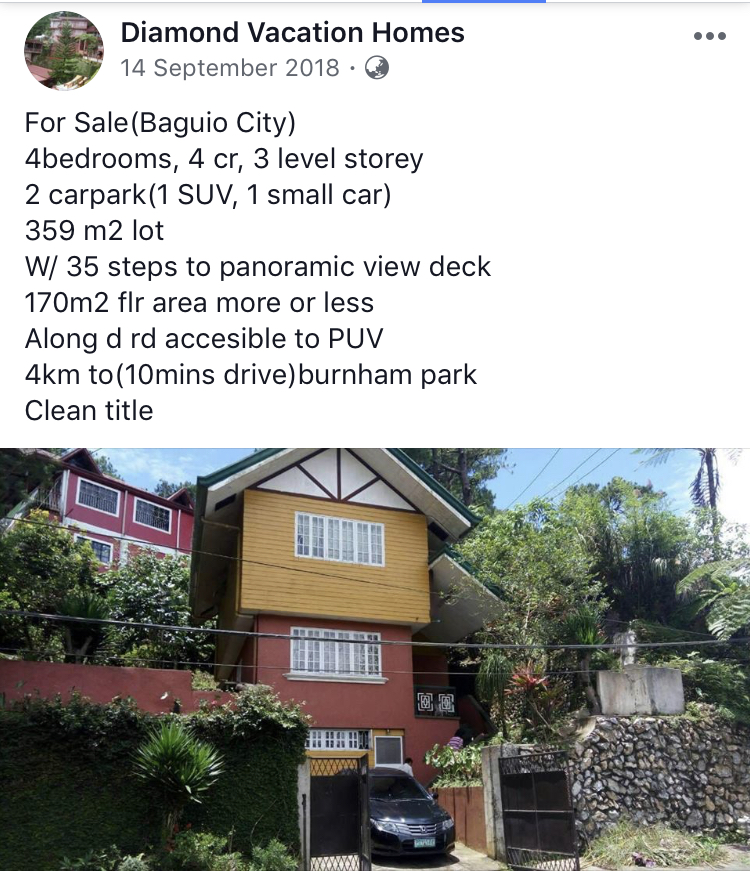 Diamond Vacation Homes
14 September 2018 ·
For Sale(Baguio City)
4bedrooms, 4 cr, 3 level storey
2 carpark(1 SUV, 1 small car)
359 m2 lot
W/ 35 steps to panoramic view deck
170m2 flr area more or less
Along d rd accesible to PUV
4km to(10mins drive)burnham park
Clean title